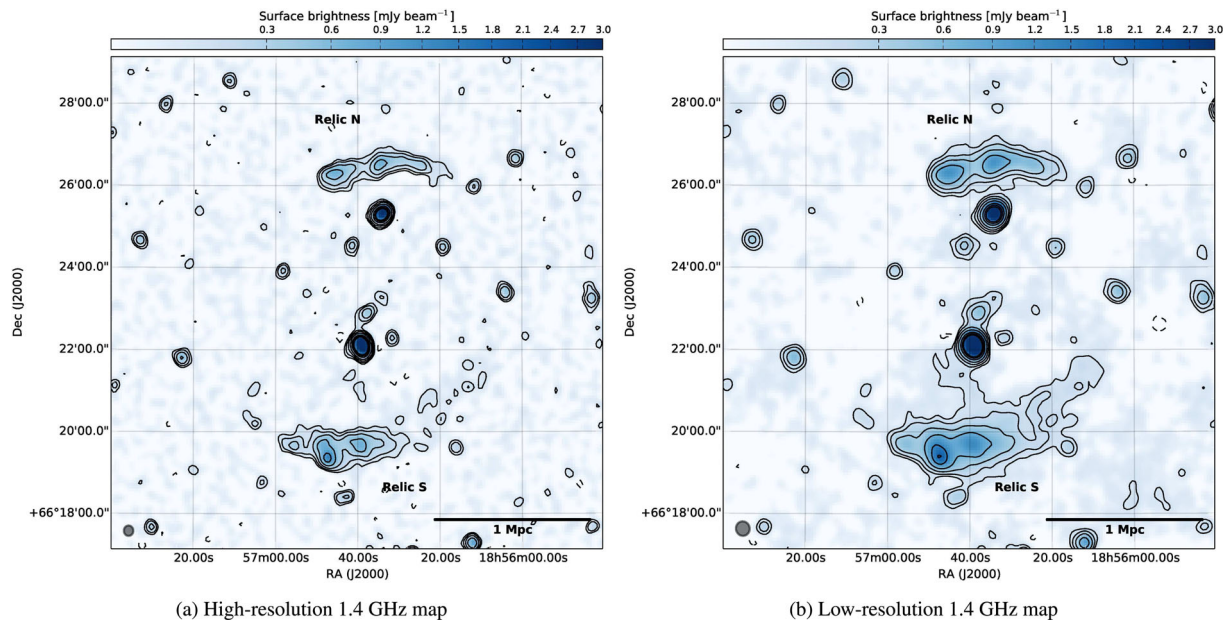 Surface brightness [mJy beam⁻¹]
0.3 0.6 0.9 1.2 1.5 1.8 2.1 2.4 2.7 3.0
28'00.0"
26'00.0"
24'00.0"
22'00.0"
20'00.0"
+66°18'00.0"
Dec (J2000)
Relic N
Relic S
1 Mpc
20.00s 57m00.00s 40.00s 20.00s 18h56m00.00s
RA (J2000)
(a) High-resolution 1.4 GHz map
Surface brightness [mJy beam⁻¹]
0.3 0.6 0.9 1.2 1.5 1.8 2.1 2.4 2.7 3.0
28'00.0"
26'00.0"
24'00.0"
22'00.0"
20'00.0"
+66°18'00.0"
Dec (J2000)
Relic N
Relic S
1 Mpc
20.00s 57m00.00s 40.00s 20.00s 18h56m00.00s
RA (J2000)
(b) Low-resolution 1.4 GHz map